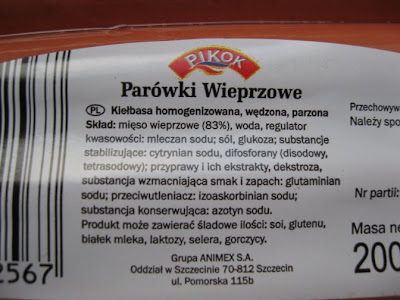 PIKOK
Parówki Wieprzowe
PL Kiełbasa homogenizowana, wędzona, parzona
Skład: mięso wieprzowe (83%), woda, regulator
kwasowości: mleczan sodu; sól, glukoza; substancje
stabilizujące: cytrynian sodu, difosforany (disodowy,
tetrasodowy); przyprawy i ich ekstrakty, dekstroza,
substancja wzmacniająca smak i zapach: glutaminian
sodu; przeciwutleniacz: izoaskorbinian sodu;
substancja konserwująca: azotyn sodu.
Produkt może zawierać śladowe ilości: soi, glutenu,
białek mleka, laktozy, selera, gorczycy.
Grupa ANIMEX S.A.
Oddział w Szczecinie 70-812 Szczecin
ul. Pomorska 115b
Przechowyw
Należy spo
Nr partii:
Masa ne
200
2567